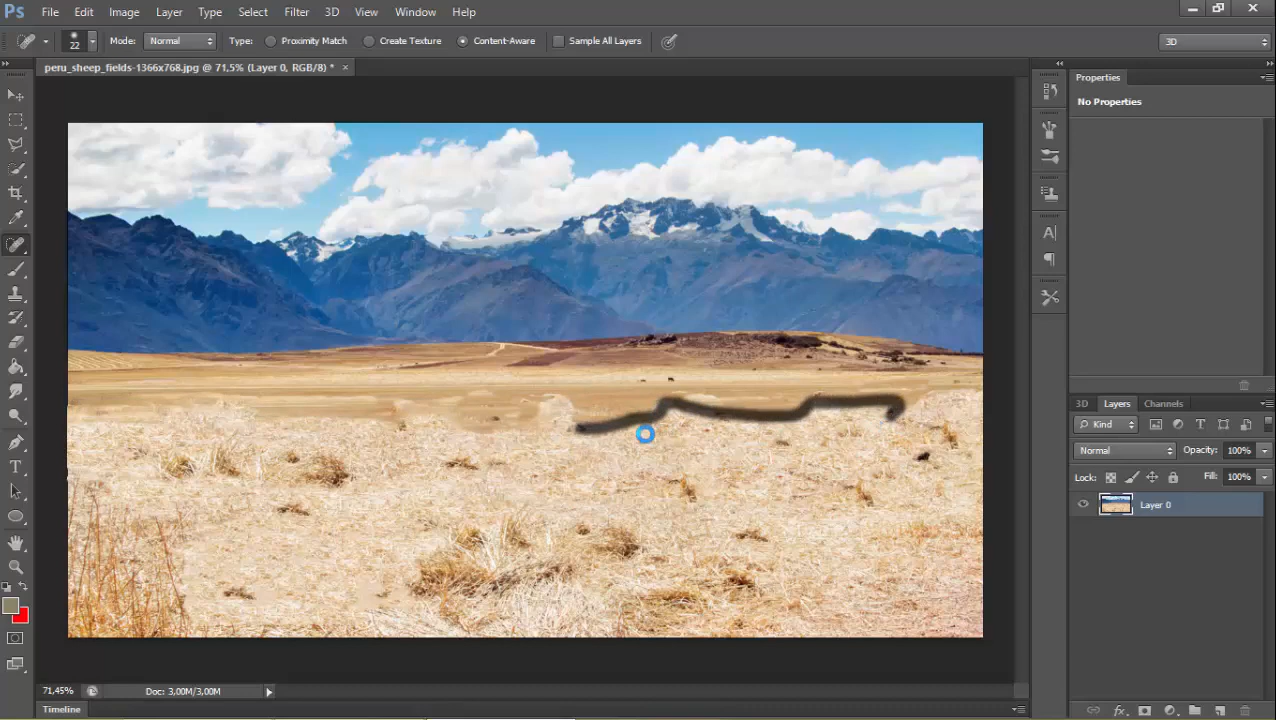 Ps File Edit Image Layer Type Select Filter 3D View Window Help
22 Mode: Normal Type: Proximity Match Create Texture Content-Aware Sample All Layers 3D
peru_sheep_fields-1366x768.jpg @ 71,5% (Layer 0, RGB/8) * ×
Properties
No Properties
3D Layers Channels
Kind
Normal Opacity: 100%
Lock: Fill: 100%
Layer 0
71,45% Doc: 3,00M/3,00M
Timeline